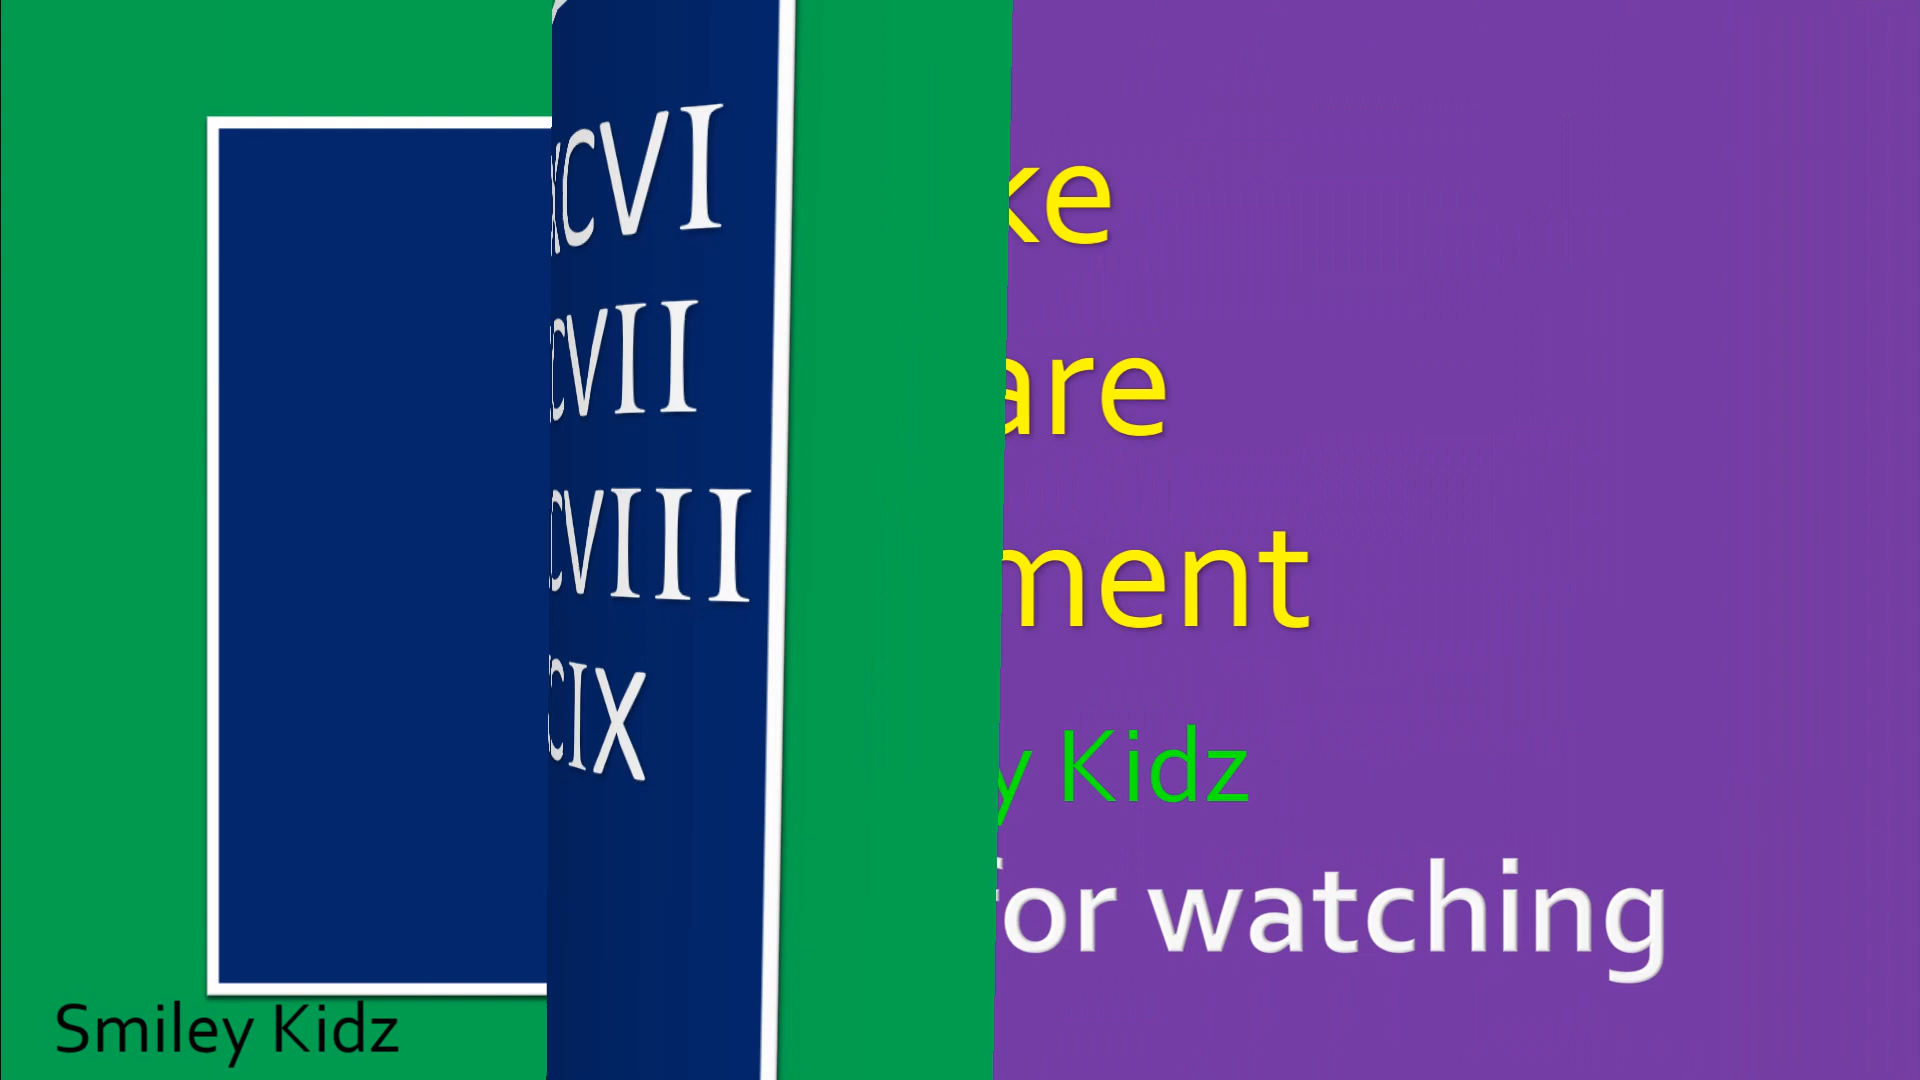 XCVI
CVII
CVIII
CIX
ke
are
ment
y Kidz
for watching
Smiley Kidz